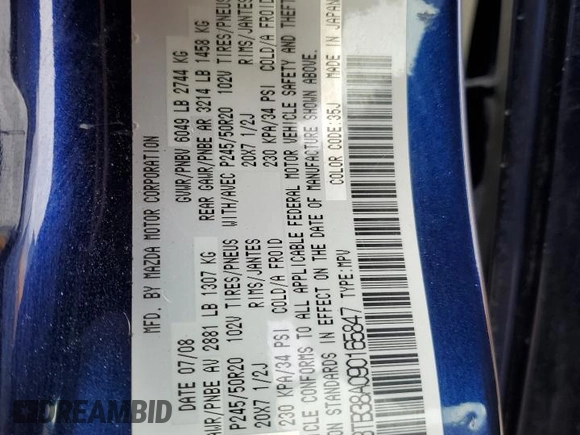 MFD. BY MAZDA MOTOR CORPORATION
DATE 07/08 GVWR/PNBV 6049 LB 2744 KG
GAWR/PNBE AV 2881 LB 1307 KG REAR GAWR/PNBE AR 3214 LB 1458 KG
P245/50R20 102V TIRES/PNEUS WITH/AVEC P245/50R20 102V TIRES/PNEUS
20X7 1/2J RIMS/JANTES 20X7 1/2J RIMS/JANTES
230 KPA/34 PSI COLD/A FROID 230 KPA/34 PSI COLD/A FROID
CONFORMS TO ALL APPLICABLE FEDERAL MOTOR VEHICLE SAFETY AND THEFT
STANDARDS IN EFFECT ON THE DATE OF MANUFACTURE SHOWN ABOVE.
3TB38A090165847 TYPE:MPV COLOR CODE:35J MADE IN JAPAN
RIDESAFELY